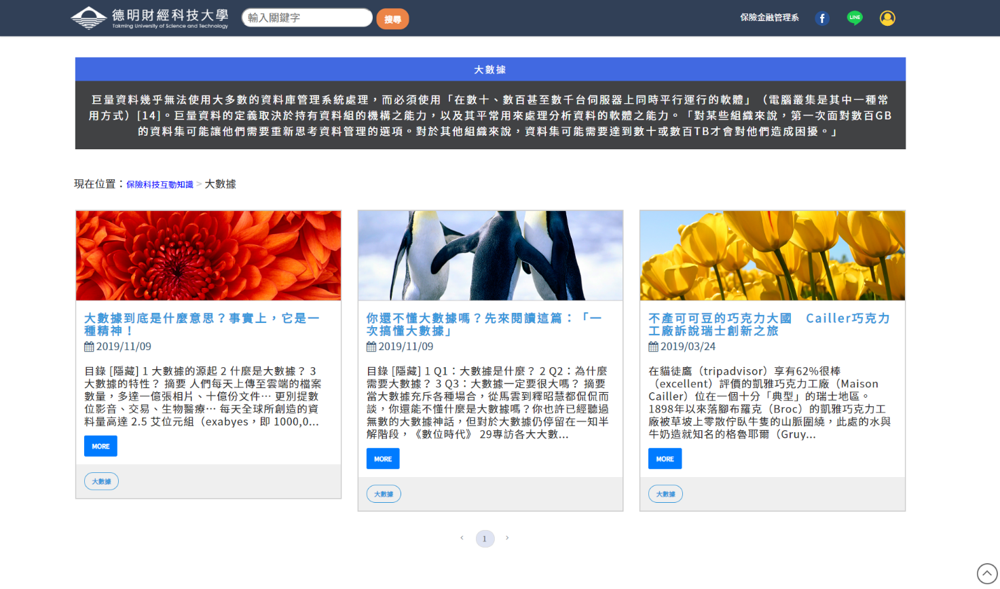 德明財經科技大學
Takming University of Science and Technology
輸入關鍵字
搜尋
保險金融管理系
LINE
大數據
巨量資料幾乎無法使用大多數的資料庫管理系統處理，而必須使用「在數十、數百甚至數千台伺服器上同時平行運行的軟體」（電腦叢集是其中一種常
用方式）[14]。巨量資料的定義取決於持有資料組的機構之能力，以及其平常用來處理分析資料的軟體之能力。「對某些組織來說，第一次面對數百GB
的資料集可能讓他們需要重新思考資料管理的選項。對於其他組織來說，資料集可能需要達到數十或數百TB才會對他們造成困擾。」
現在位置：保險科技互動知識 > 大數據
大數據到底是什麼意思？事實上，它是一
種精神！
2019/11/09
目錄 [隱藏] 1 大數據的源起 2 什麼是大數據？ 3
大數據的特性？ 摘要 人們每天上傳至雲端的檔案
數量，多達一億張相片、十億份文件… 更別提數
位影音、交易、生物醫療… 每天全球所創造的資
料量高達 2.5 艾位元組（exabyes，即 1000,0...
MORE
大數據
你還不懂大數據嗎？先來閱讀這篇：「一
次搞懂大數據」
2019/11/09
目錄 [隱藏] 1 Q1：大數據是什麼？ 2 Q2：為什麼
需要大數據？ 3 Q3：大數據一定要很大嗎？ 摘要
當大數據充斥各種場合，從馬雲到釋昭慧都侃侃而
談，你還能不懂什麼是大數據嗎？你也許已經聽過
無數的大數據神話，但對於大數據仍停留在一知半
解階段，《數位時代》 29專訪各大大數...
MORE
大數據
不產可可豆的巧克力大國　Cailler巧克力
工廠訴說瑞士創新之旅
2019/03/24
在貓徒鷹（tripadvisor）享有62%很棒
（excellent）評價的凱雅巧克力工廠（Maison
Cailler）位在一個十分「典型」的瑞士地區。
1898年以來落腳布羅克（Broc）的凱雅巧克力工
廠被草坡上零散佇臥牛隻的山脈圍繞，此處的水與
牛奶造就知名的格魯耶爾（Gruy...
MORE
大數據
1